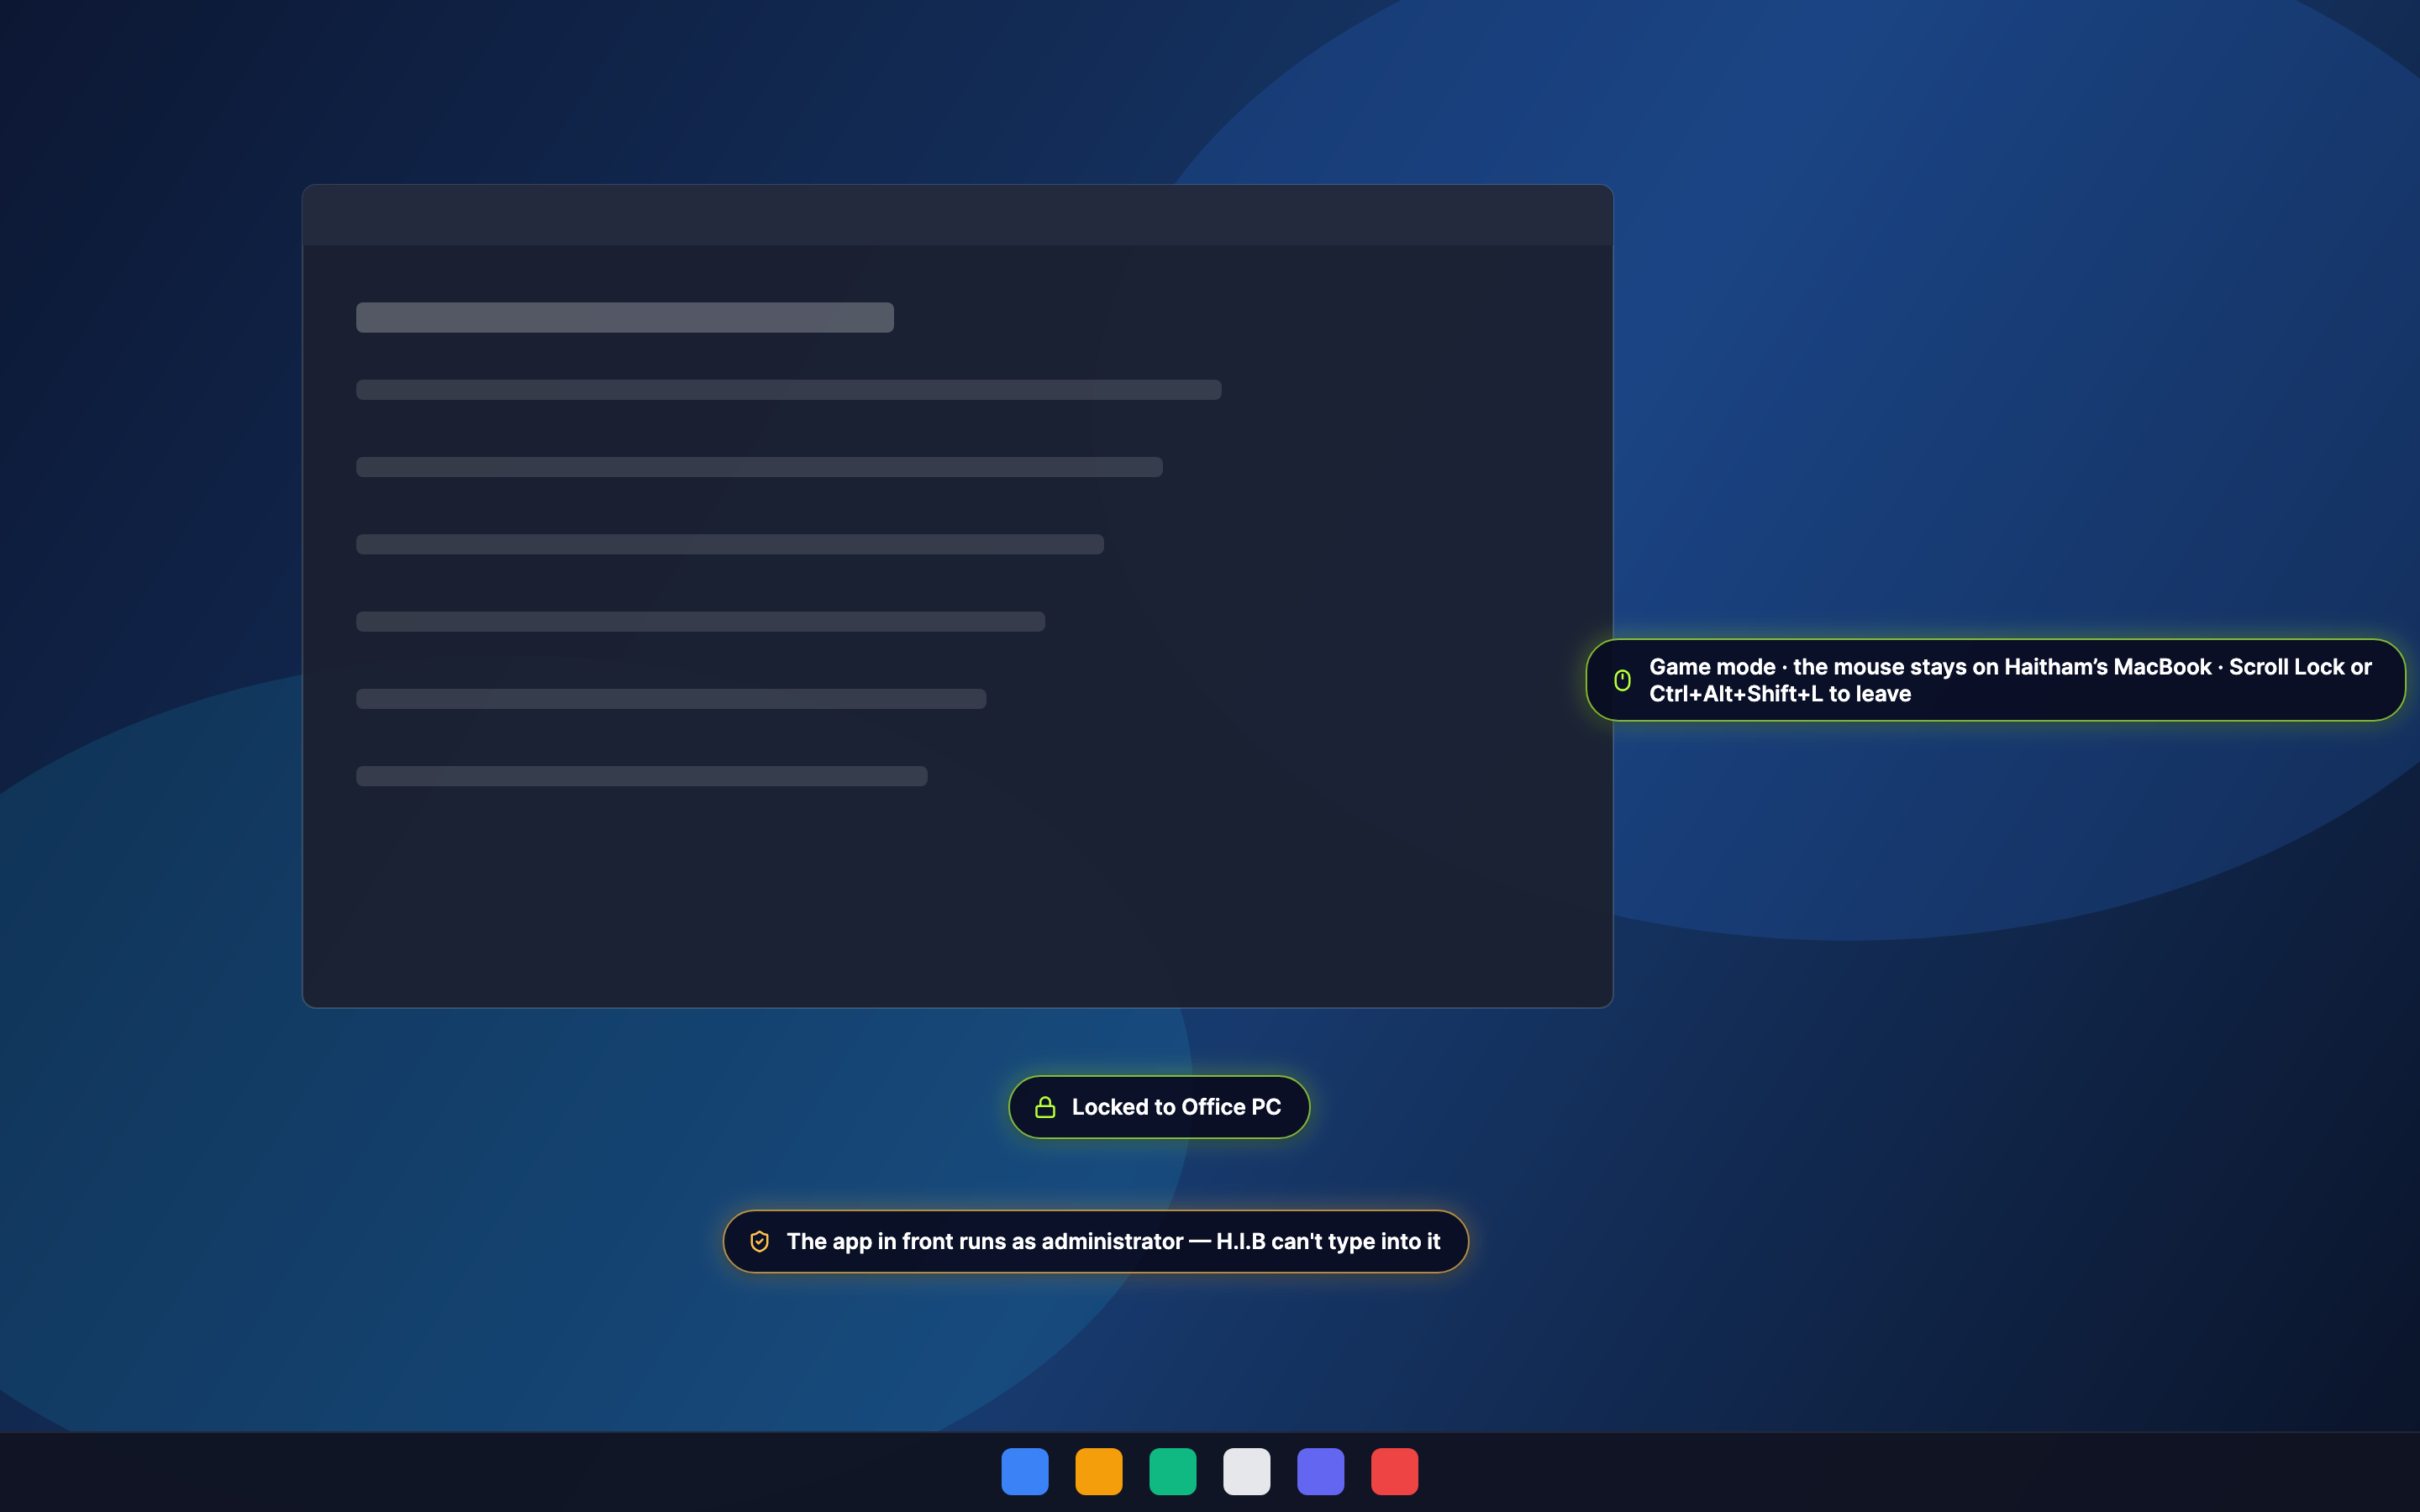 Game mode · the mouse stays on Haitham’s MacBook · Scroll Lock or
Ctrl+Alt+Shift+L to leave
Locked to Office PC
The app in front runs as administrator — H.I.B can't type into it